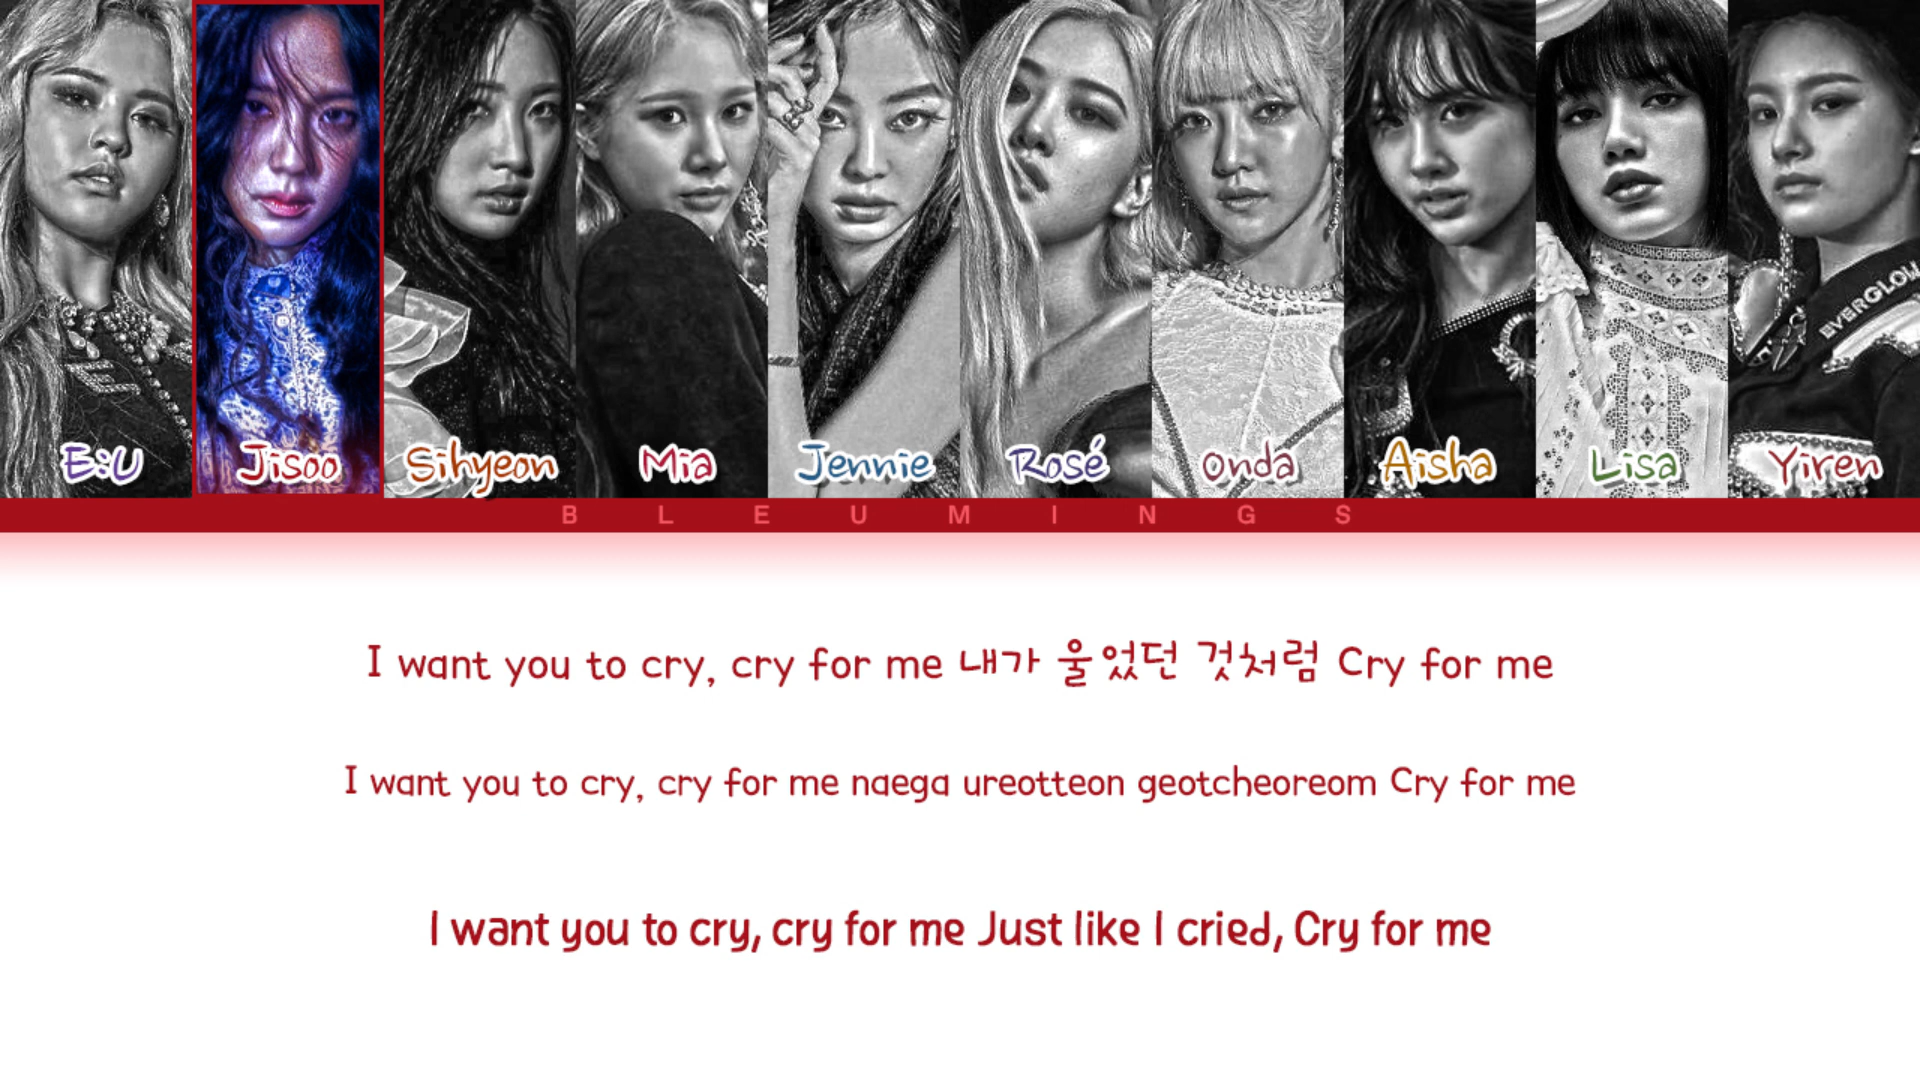 EVERGLOW
E:U
Jisoo
Sihyeon
Mia
Jennie
Rosé
Onda
Aisha
Lisa
Yiren
BLEUMINGS
I want you to cry, cry for me 내가 울었던 것처럼 Cry for me
I want you to cry, cry for me naega ureotteon geotcheoreom Cry for me
I want you to cry, cry for me Just like I cried, Cry for me